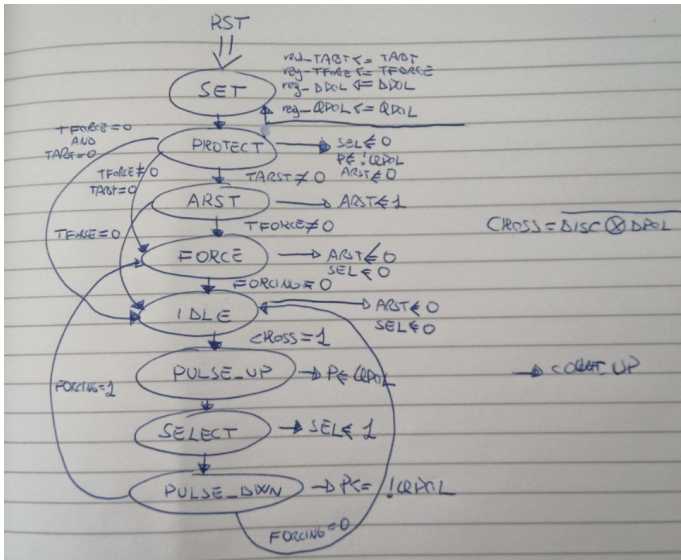 RST
SET
reg_TARST <= TARST
reg_TFORCE <= TFORCE
reg_DPOL <= DPOL
reg_QPOL <= QPOL
TFORCE=0
AND
TARST=0
PROTECT
SEL<=0
P<= !QPOL
ARST<=0
TFORCE≠0
TARST=0
TARST≠0
ARST
ARST<=1
TFORCE=0
TFORCE≠0
CROSS = DISC ⊗ DPOL
FORCE
ARST<=0
SEL<=0
FORCING=0
IDLE
ARST<=0
SEL<=0
CROSS=1
FORCING=1
PULSE_UP
P<= QPOL
COUNT_UP
SELECT
SEL<=1
PULSE_DWN
P<= !QPOL
FORCING=0